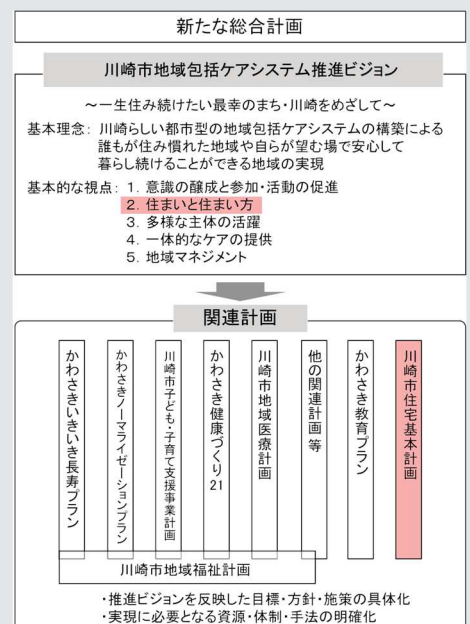 新たな総合計画
川崎市地域包括ケアシステム推進ビジョン
～一生住み続けたい最幸のまち・川崎をめざして～
基本理念：川崎らしい都市型の地域包括ケアシステムの構築による
誰もが住み慣れた地域や自らが望む場で安心して
暮らし続けることができる地域の実現
基本的な視点：1．意識の醸成と参加・活動の促進
2．住まいと住まい方
3．多様な主体の活躍
4．一体的なケアの提供
5．地域マネジメント
関連計画
かわさきいきいき長寿プラン
かわさきノーマライゼーションプラン
川崎市子ども・子育て支援事業計画
かわさき健康づくり21
川崎市地域医療計画
他の関連計画 等
かわさき教育プラン
川崎市住宅基本計画
川崎市地域福祉計画
・推進ビジョンを反映した目標・方針・施策の具体化
・実現に必要となる資源・体制・手法の明確化